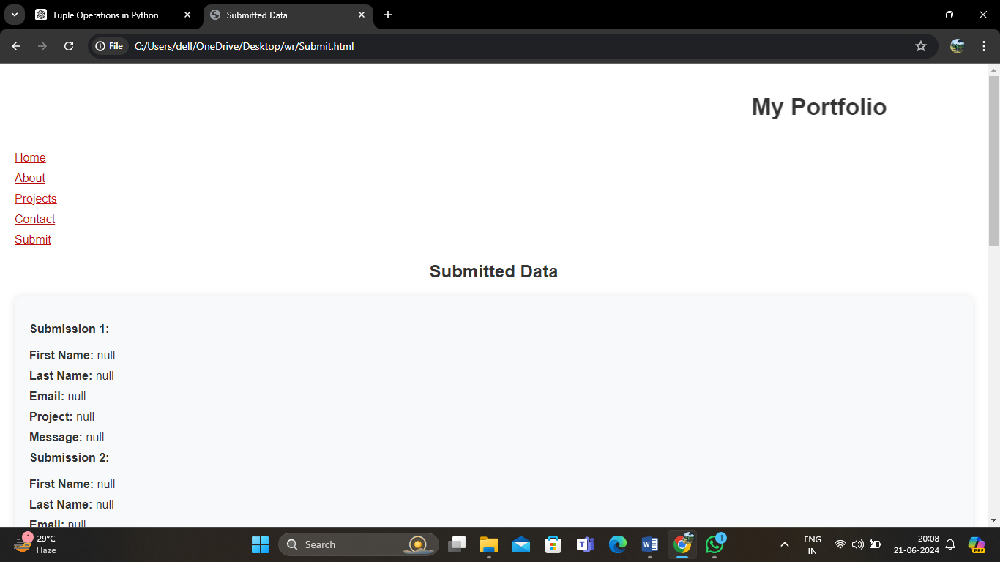 Tuple Operations in Python
Submitted Data
File
C:/Users/dell/OneDrive/Desktop/wr/Submit.html
My Portfolio
Home
About
Projects
Contact
Submit
Submitted Data
Submission 1:
First Name: null
Last Name: null
Email: null
Project: null
Message: null
Submission 2:
First Name: null
Last Name: null
Email: null
1
29°C
Haze
Search
1
ENG
IN
20:08
21-06-2024
PRE